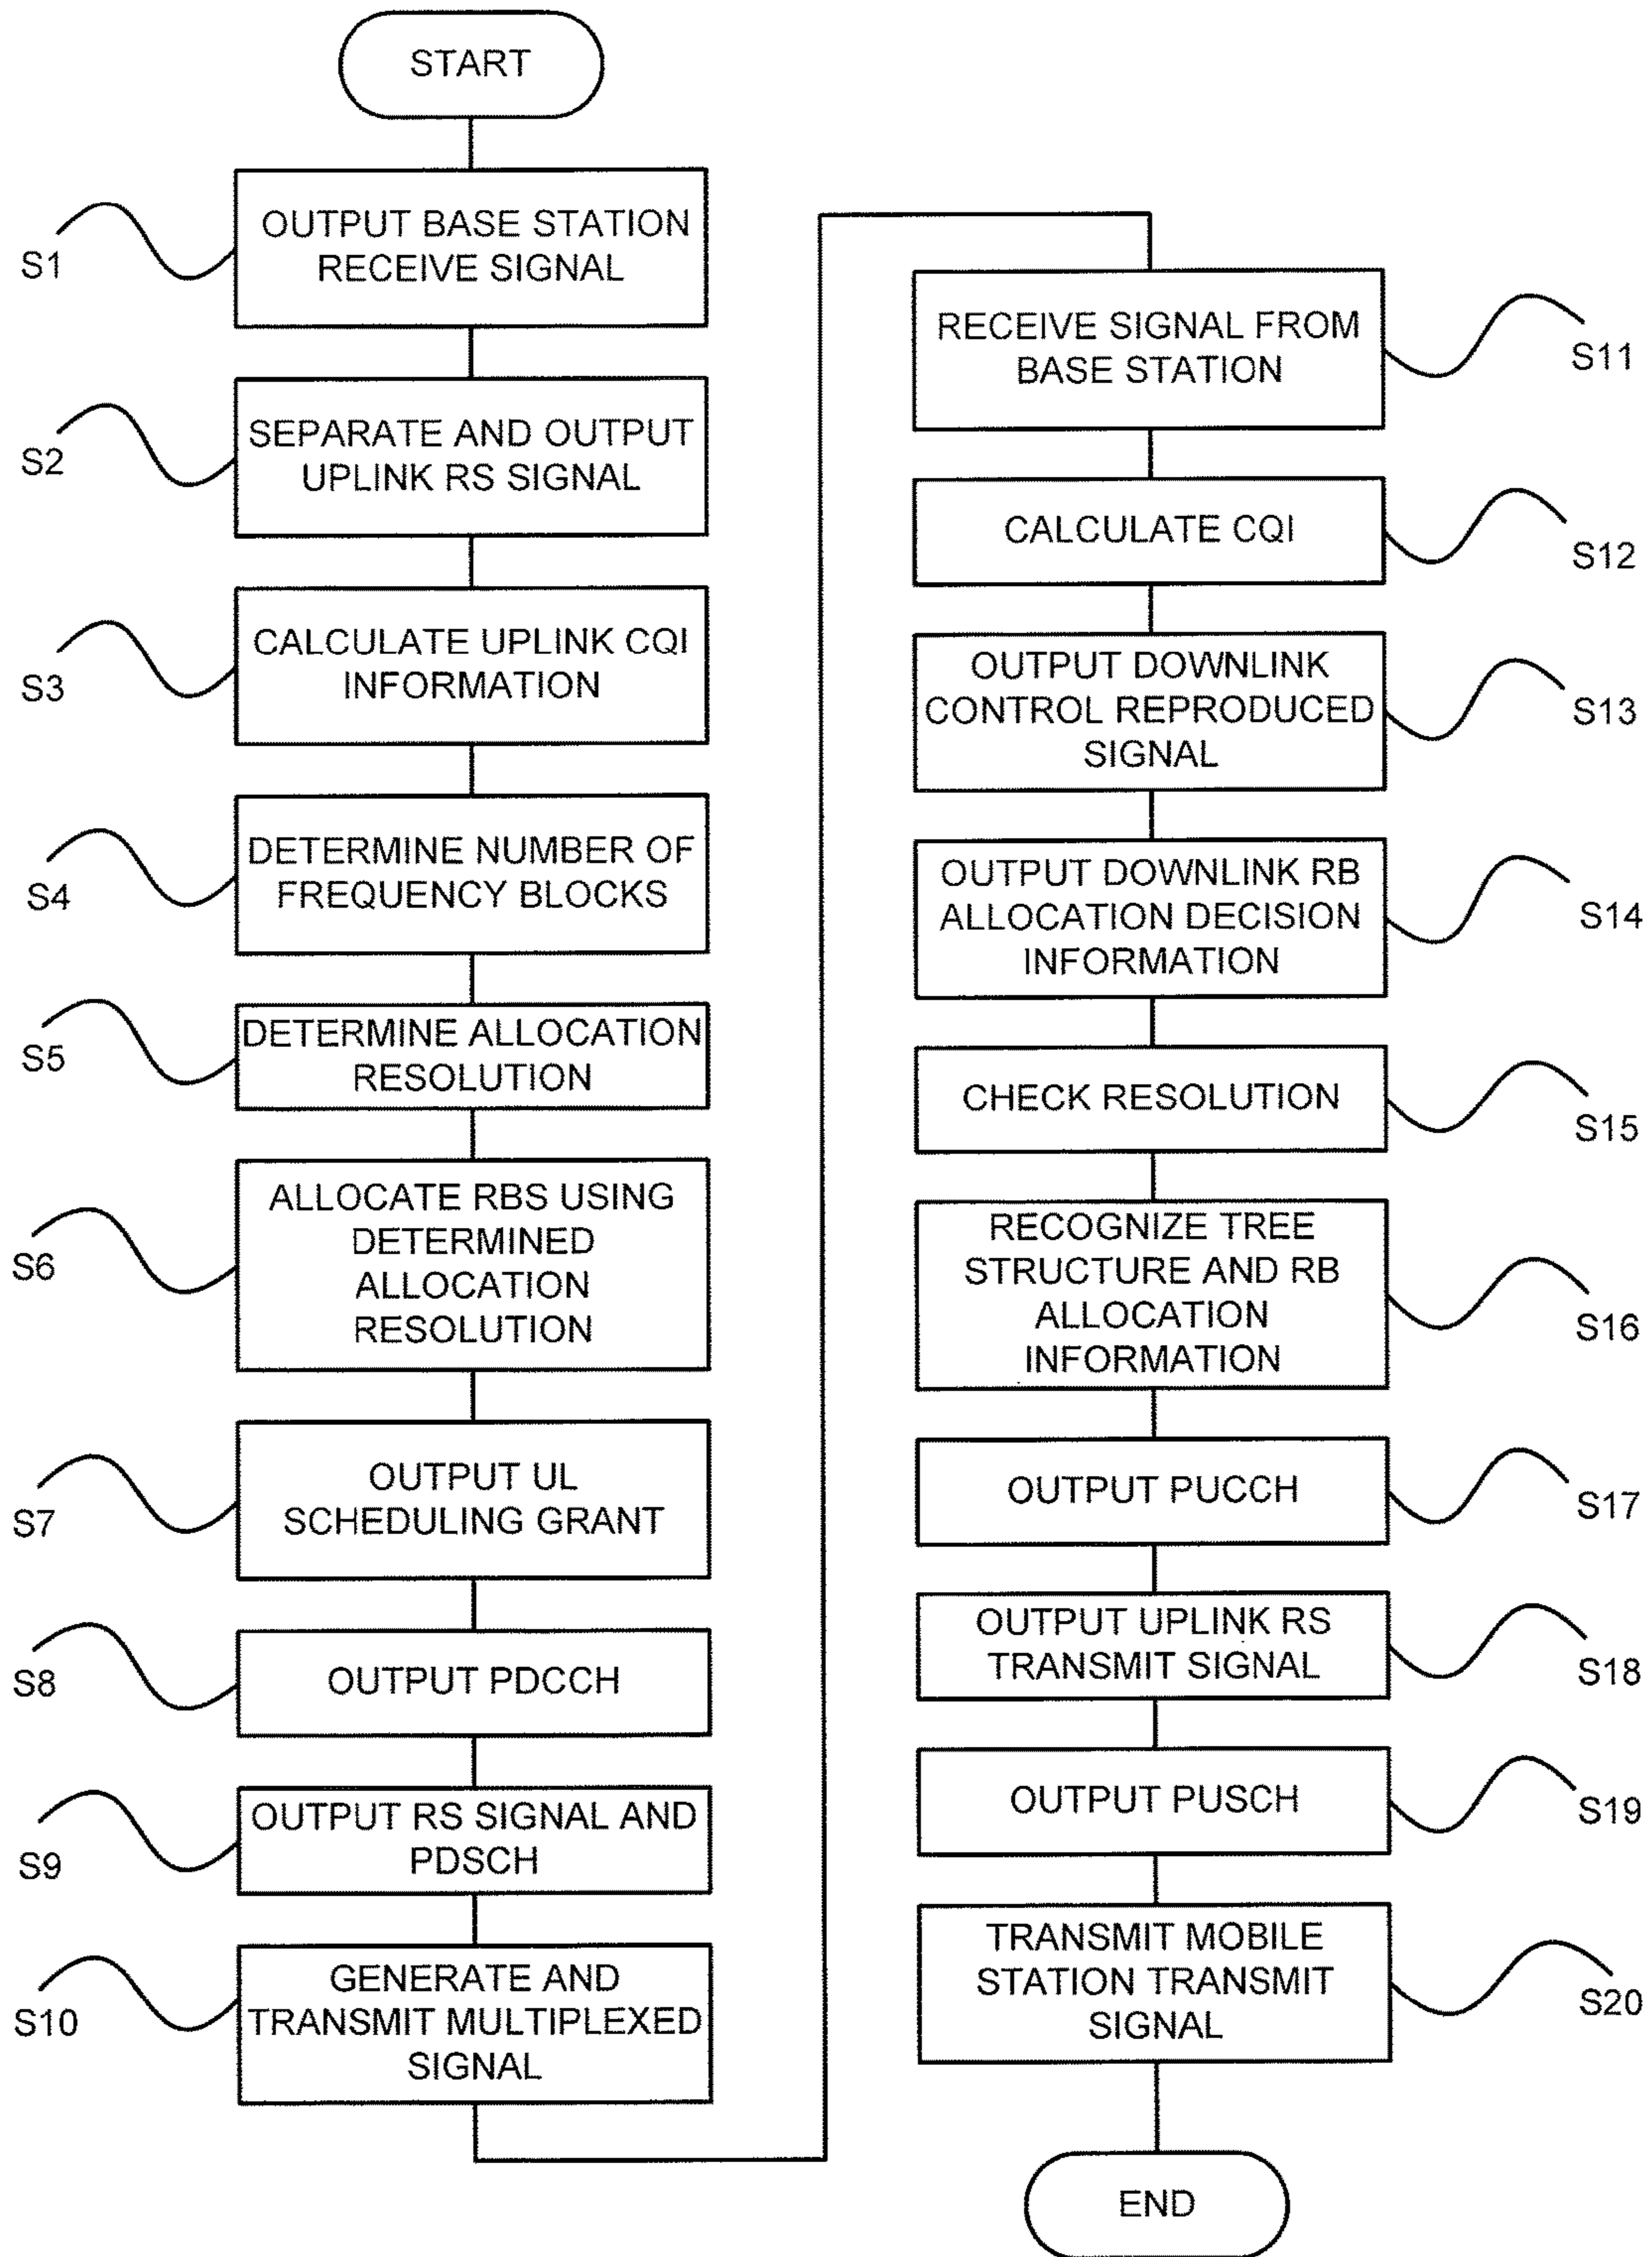 START
S1
OUTPUT BASE STATION
RECEIVE SIGNAL
S2
SEPARATE AND OUTPUT
UPLINK RS SIGNAL
S3
CALCULATE UPLINK CQI
INFORMATION
S4
DETERMINE NUMBER OF
FREQUENCY BLOCKS
S5
DETERMINE ALLOCATION
RESOLUTION
S6
ALLOCATE RBS USING
DETERMINED
ALLOCATION
RESOLUTION
S7
OUTPUT UL
SCHEDULING GRANT
S8
OUTPUT PDCCH
S9
OUTPUT RS SIGNAL AND
PDSCH
S10
GENERATE AND
TRANSMIT MULTIPLEXED
SIGNAL
RECEIVE SIGNAL FROM
BASE STATION
S11
CALCULATE CQI
S12
OUTPUT DOWNLINK
CONTROL REPRODUCED
SIGNAL
S13
OUTPUT DOWNLINK RB
ALLOCATION DECISION
INFORMATION
S14
CHECK RESOLUTION
S15
RECOGNIZE TREE
STRUCTURE AND RB
ALLOCATION
INFORMATION
S16
OUTPUT PUCCH
S17
OUTPUT UPLINK RS
TRANSMIT SIGNAL
S18
OUTPUT PUSCH
S19
TRANSMIT MOBILE
STATION TRANSMIT
SIGNAL
S20
END